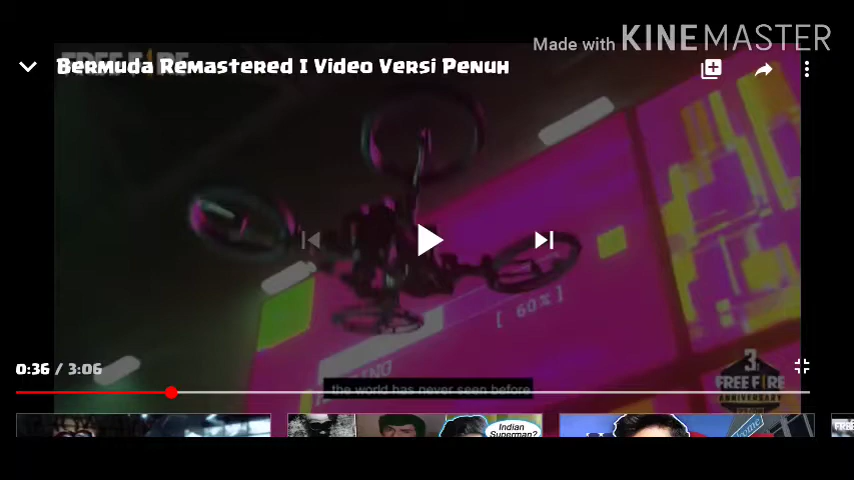 Made with KINEMASTER
FREE FIRE
Bermuda Remastered I Video Versi Penuh
[ 60% ]
0:36 / 3:06
the world has never seen before
3
FREE FIRE
ANNIVERSARY
Indian
Superman?